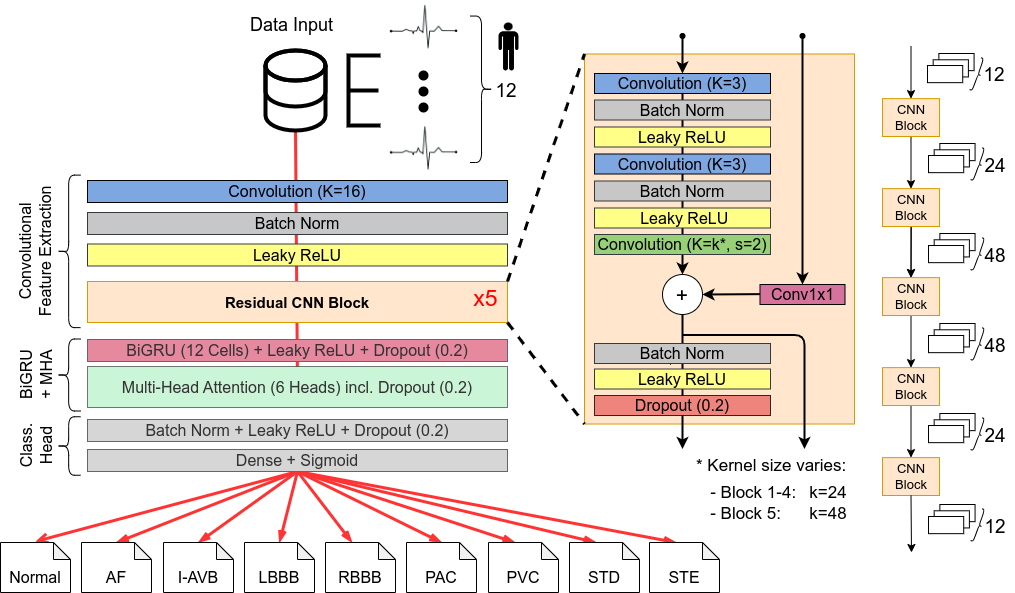 Data Input
12
Convolutional
Feature Extraction
Convolution (K=16)
Batch Norm
Leaky ReLU
Residual CNN Block
x5
BiGRU
+ MHA
BiGRU (12 Cells) + Leaky ReLU + Dropout (0.2)
Multi-Head Attention (6 Heads) incl. Dropout (0.2)
Class.
Head
Batch Norm + Leaky ReLU + Dropout (0.2)
Dense + Sigmoid
Normal
AF
I-AVB
LBBB
RBBB
PAC
PVC
STD
STE
Convolution (K=3)
Batch Norm
Leaky ReLU
Convolution (K=3)
Batch Norm
Leaky ReLU
Convolution (K=k*, s=2)
+
Conv1x1
Batch Norm
Leaky ReLU
Dropout (0.2)
* Kernel size varies:
- Block 1-4: k=24
- Block 5: k=48
12
CNN
Block
24
CNN
Block
48
CNN
Block
48
CNN
Block
24
CNN
Block
12